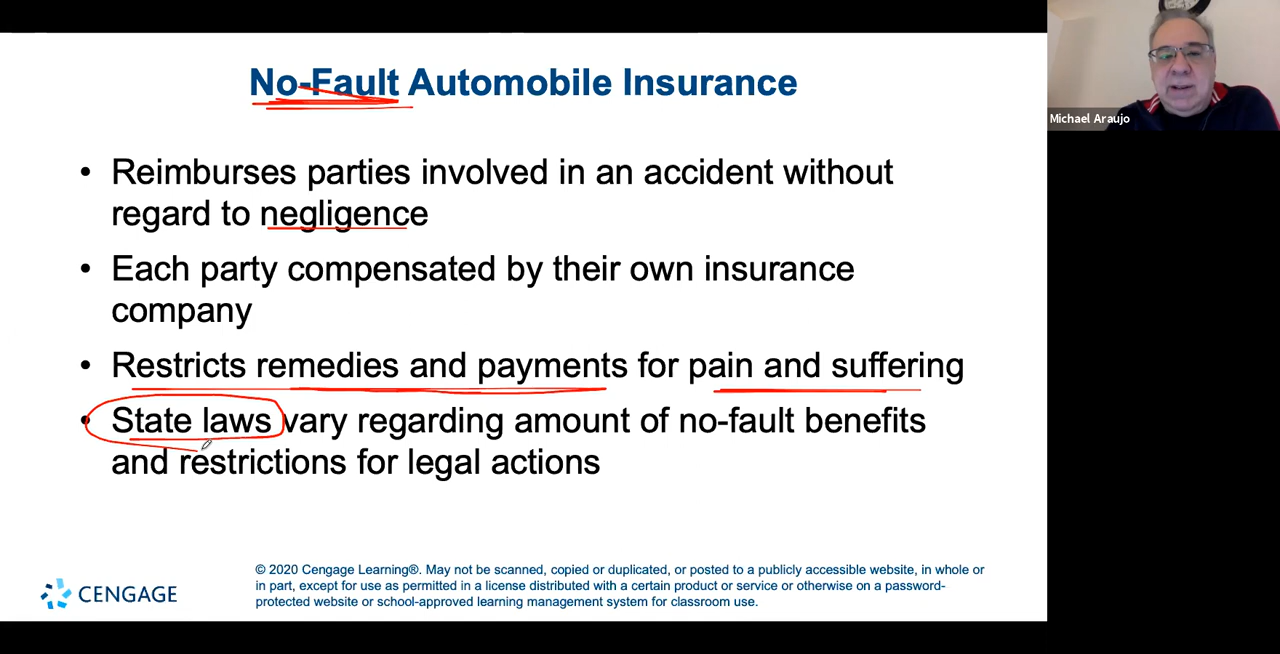 No-Fault Automobile Insurance
Michael Araujo
• Reimburses parties involved in an accident without
regard to negligence
• Each party compensated by their own insurance
company
• Restricts remedies and payments for pain and suffering
• State laws vary regarding amount of no-fault benefits
and restrictions for legal actions
CENGAGE
© 2020 Cengage Learning®. May not be scanned, copied or duplicated, or posted to a publicly accessible website, in whole or
in part, except for use as permitted in a license distributed with a certain product or service or otherwise on a password-
protected website or school-approved learning management system for classroom use.